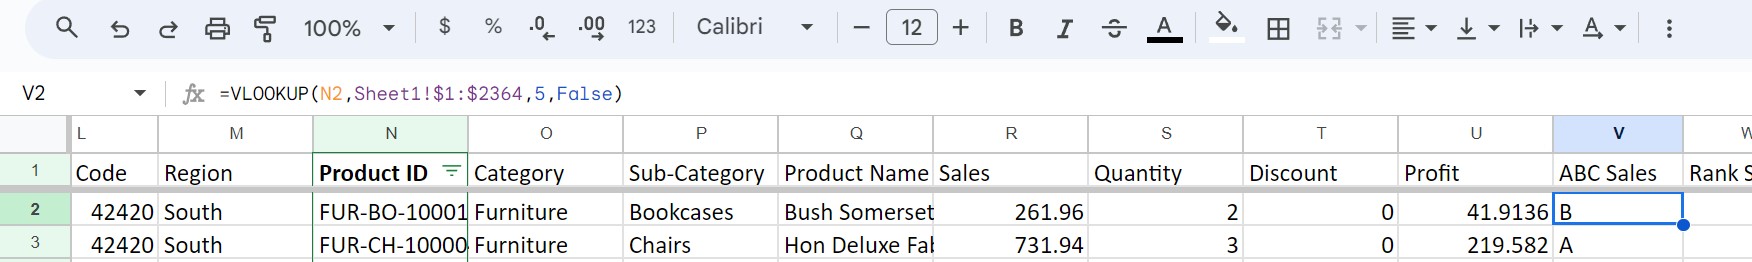 100% $ % .0 .00 123 Calibri 12 B I S A A
V2 fx =VLOOKUP(N2,Sheet1!$1:$2364,5,False)
L M N O P Q R S T U V W
1 Code Region Product ID Category Sub-Category Product Name Sales Quantity Discount Profit ABC Sales Rank S
2 42420 South FUR-BO-10001 Furniture Bookcases Bush Somerset 261.96 2 0 41.9136 B
3 42420 South FUR-CH-10000 Furniture Chairs Hon Deluxe Fab 731.94 3 0 219.582 A